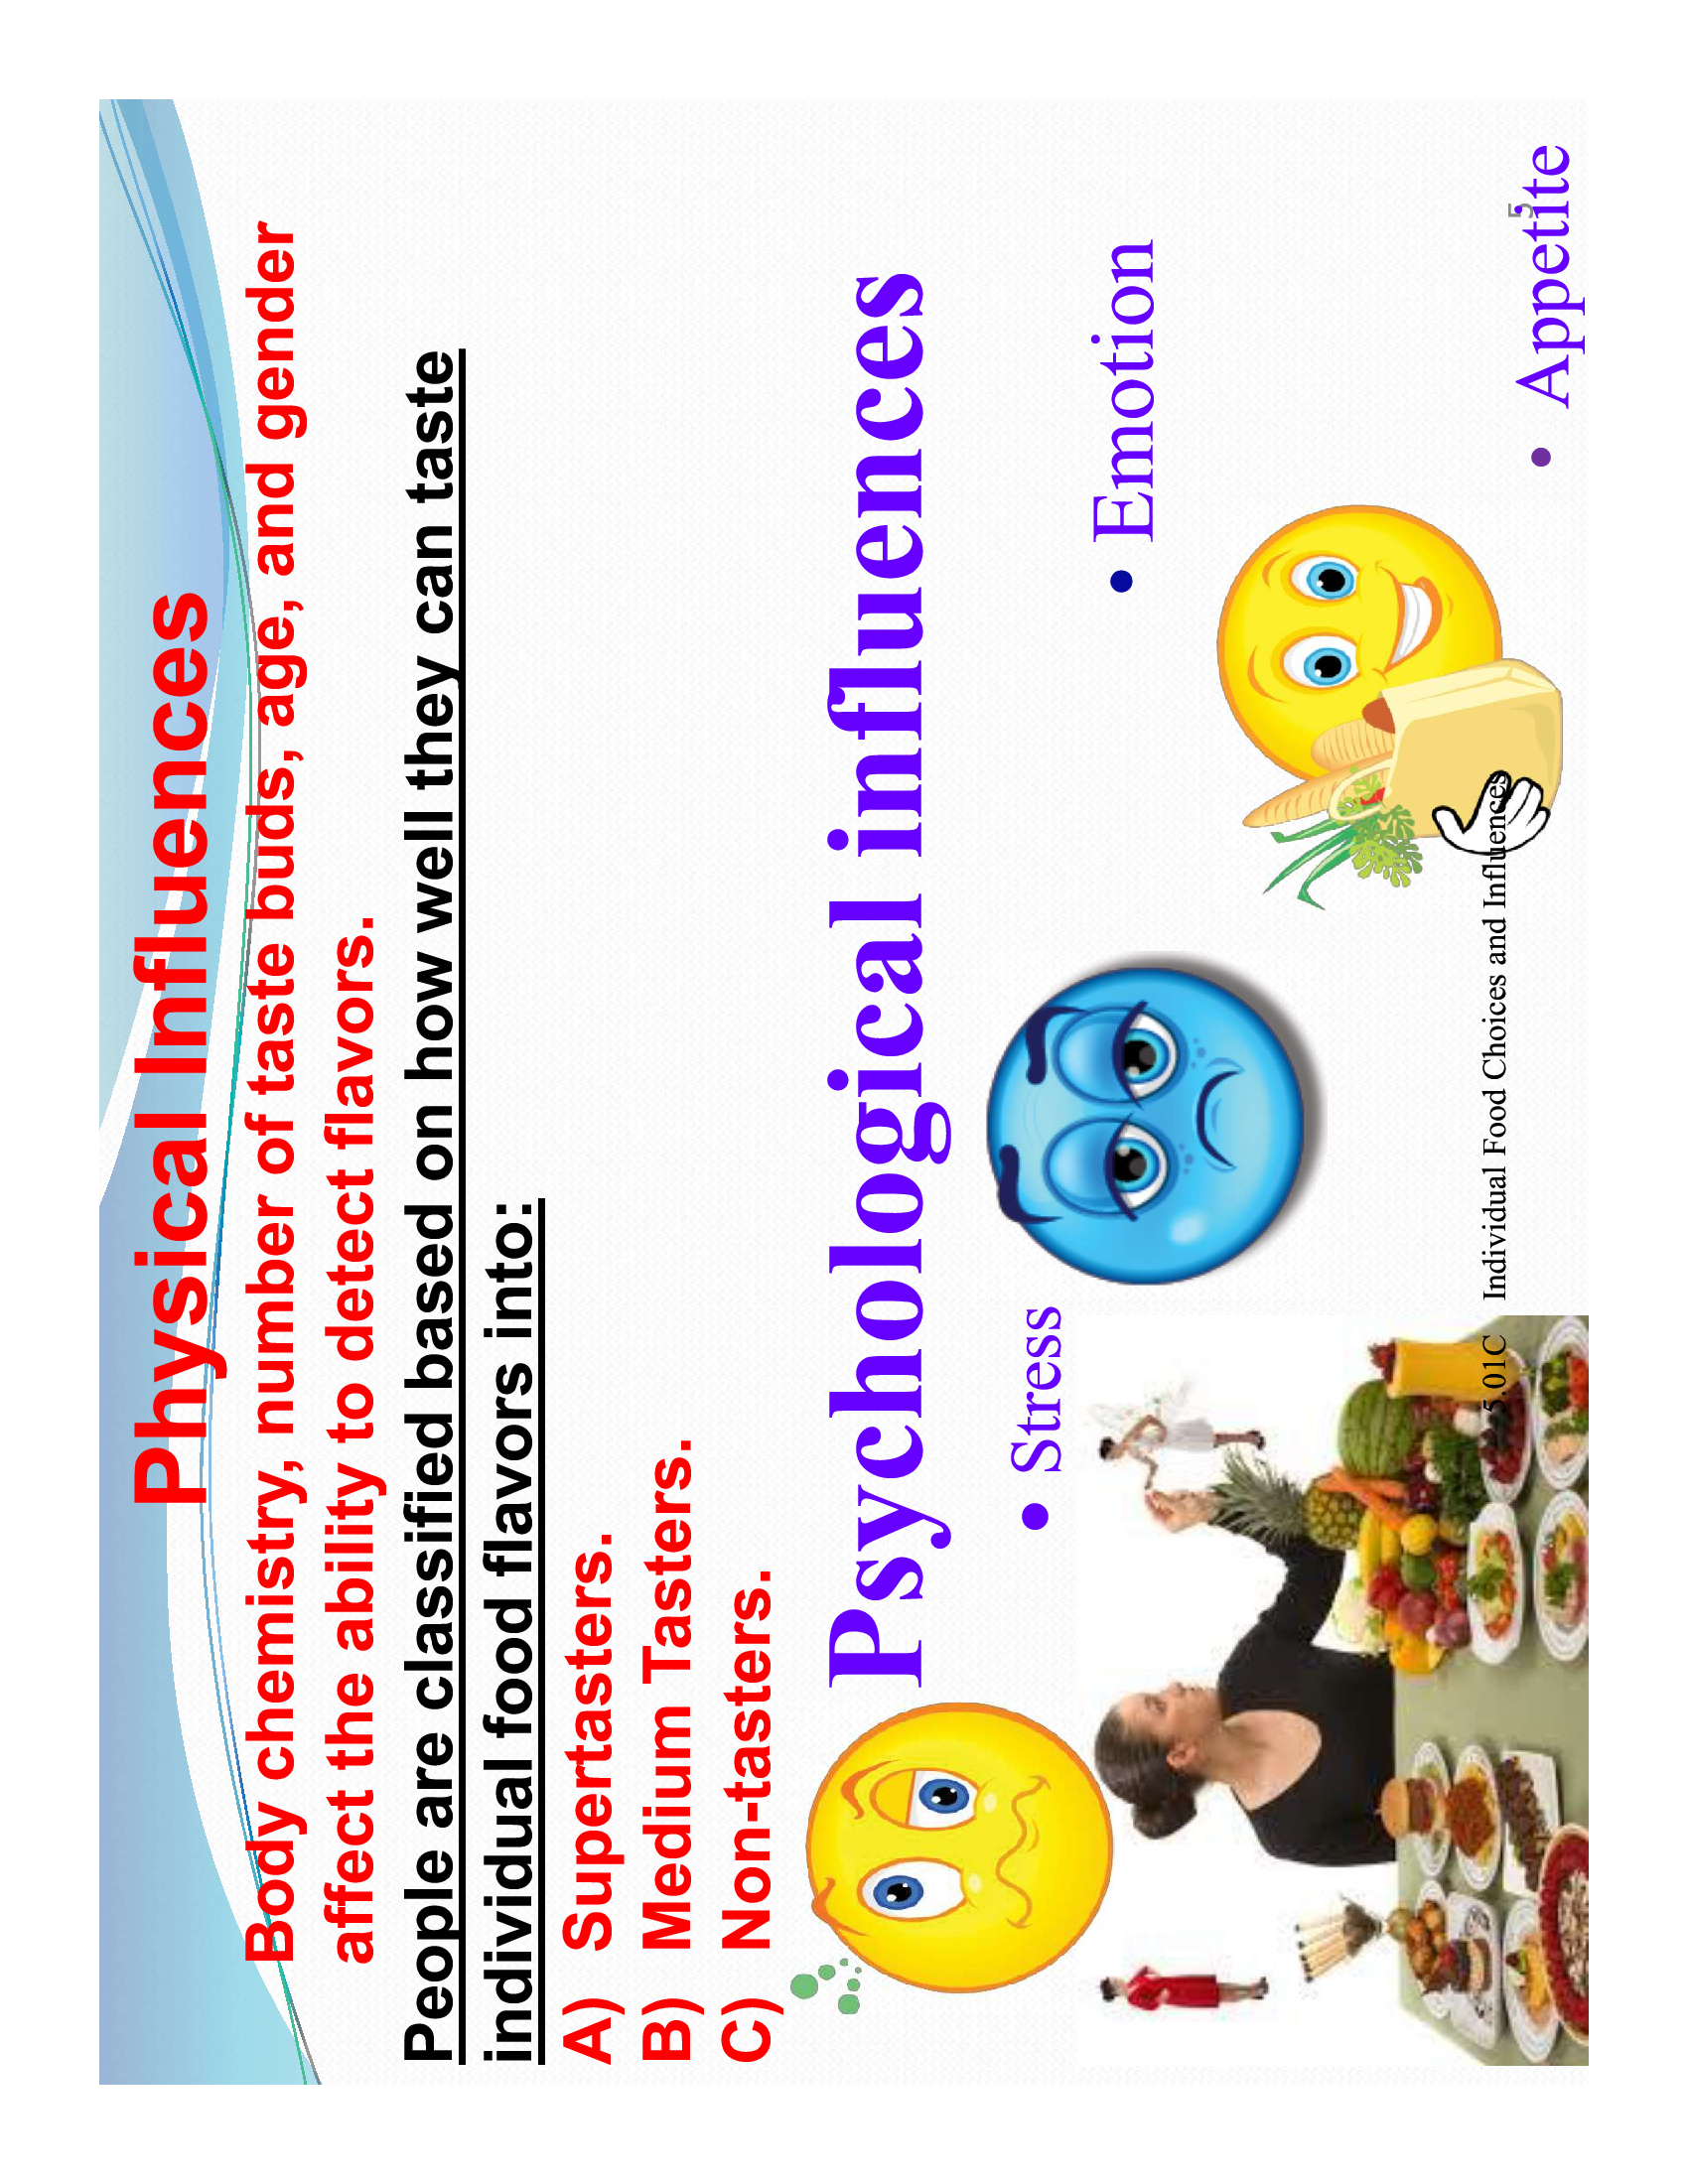 Physical Influences
Body chemistry, number of taste buds, age, and gender
affect the ability to detect flavors.
People are classified based on how well they can taste
individual food flavors into:
A) Supertasters.
B) Medium Tasters.
C) Non-tasters.
Psychological influences
• Stress
• Emotion
5.01C Individual Food Choices and Influences
5
• Appetite